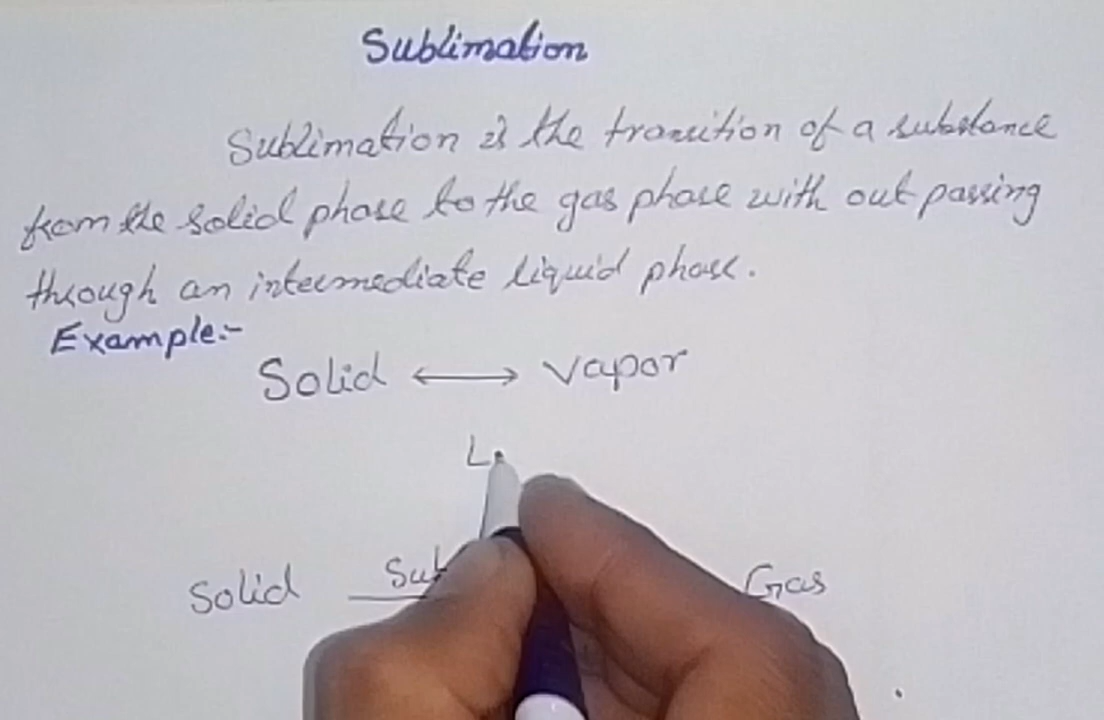 Sublimation
Sublimation is the transition of a substance
from the solid phase to the gas phase with out passing
through an intermediate liquid phase.
Example:-
Solid ⟷ vapor
L
Solid Sub Gas